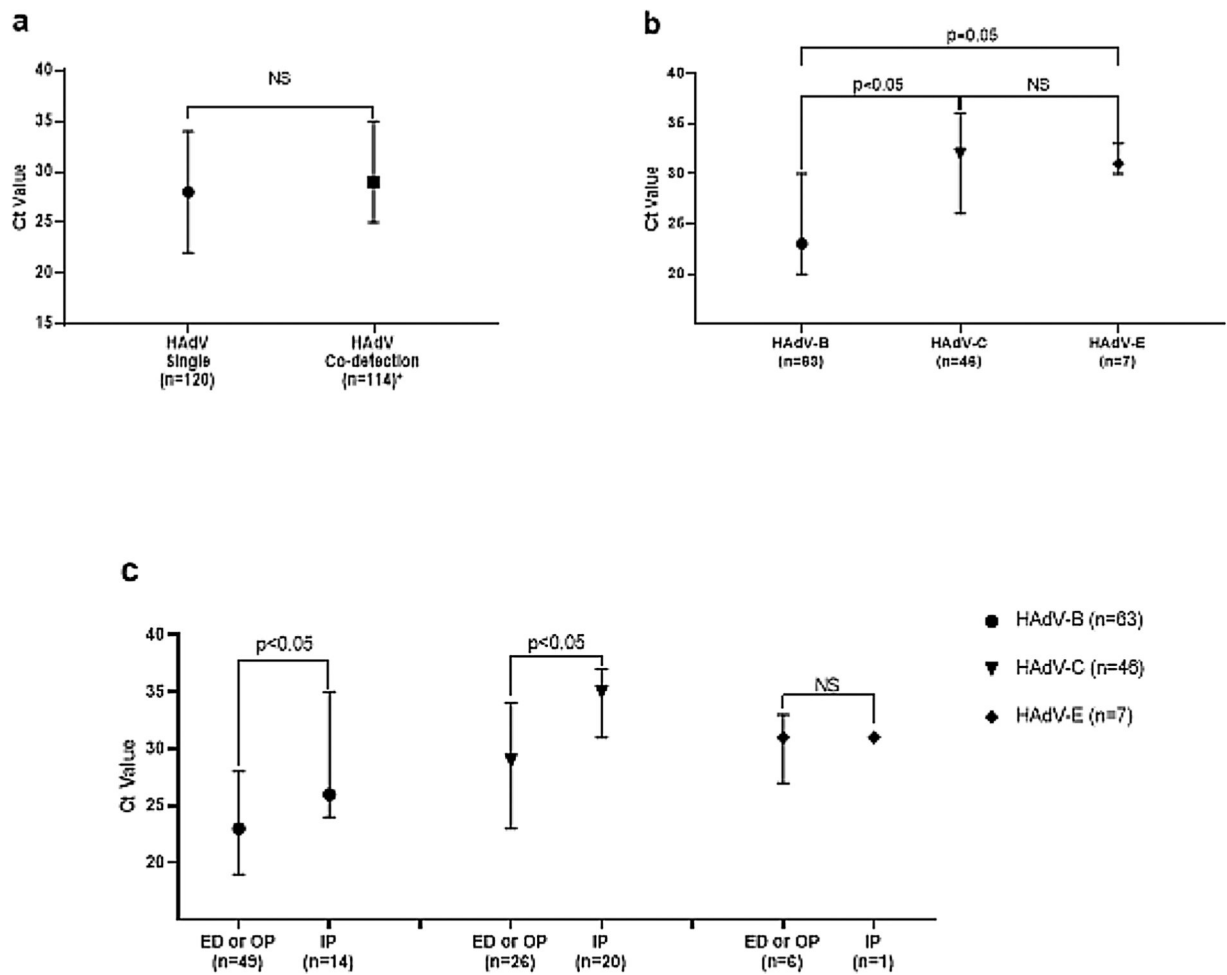 a
NS
40
35
30
25
20
15
Ct Value
HAdV
Single
(n=120)
HAdV
Co-detection
(n=114)*
b
p=0.05
p<0.05
NS
40
35
30
25
20
Ct Value
HAdV-B
(n=63)
HAdV-C
(n=46)
HAdV-E
(n=7)
c
p<0.05
p<0.05
NS
40
35
30
25
20
Ct Value
ED or OP
(n=49)
IP
(n=14)
ED or OP
(n=26)
IP
(n=20)
ED or OP
(n=6)
IP
(n=1)
HAdV-B (n=63)
HAdV-C (n=46)
HAdV-E (n=7)